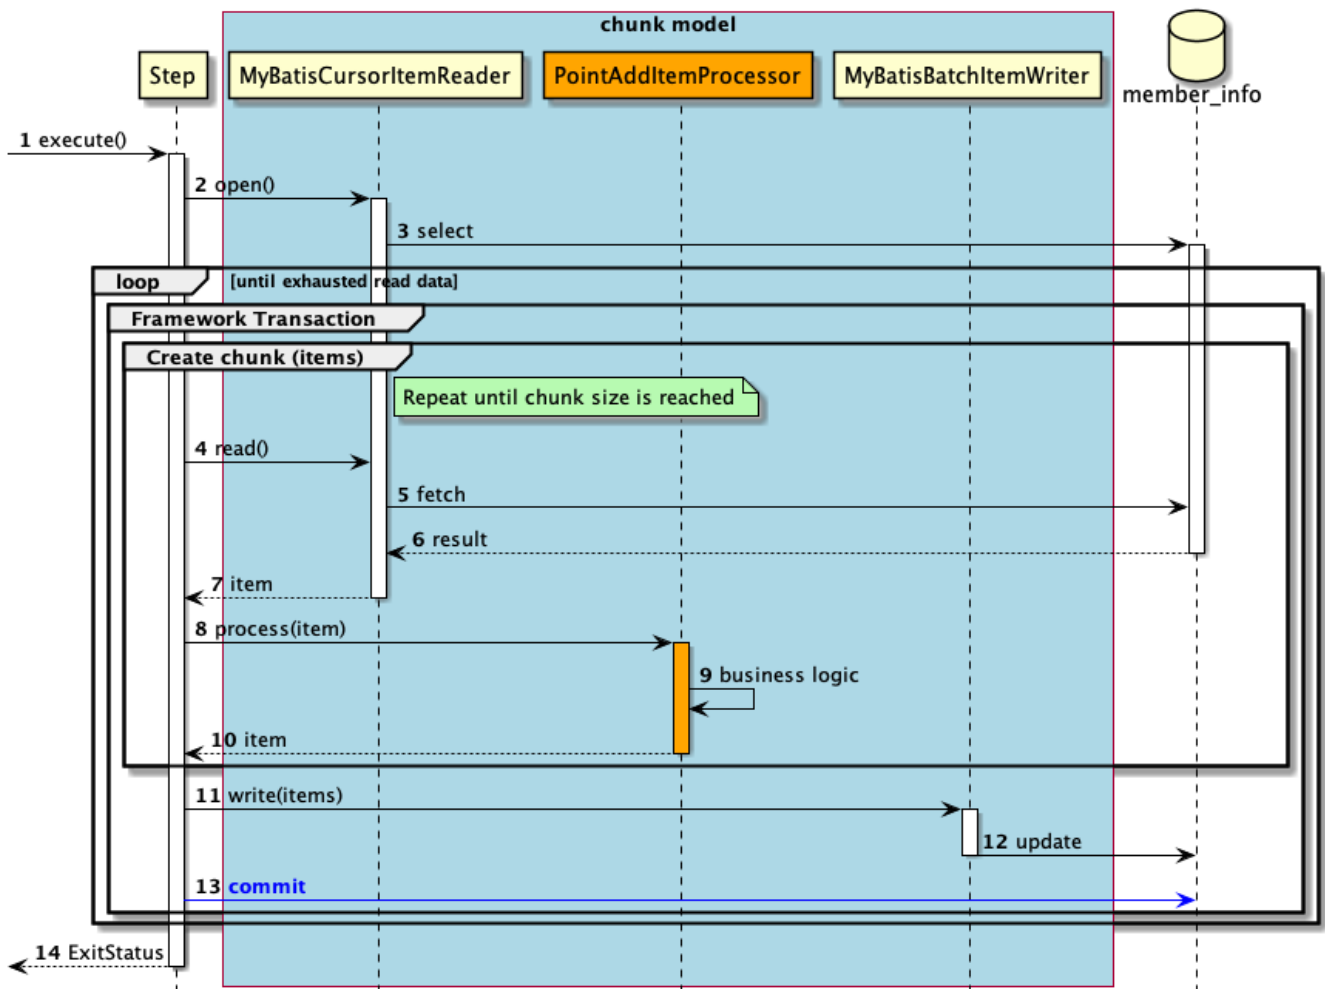 chunk model
Step
MyBatisCursorItemReader
PointAddItemProcessor
MyBatisBatchItemWriter
member_info
1 execute()
2 open()
3 select
loop
[until exhausted read data]
Framework Transaction
Create chunk (items)
Repeat until chunk size is reached
4 read()
5 fetch
6 result
7 item
8 process(item)
9 business logic
10 item
11 write(items)
12 update
13 commit
14 ExitStatus